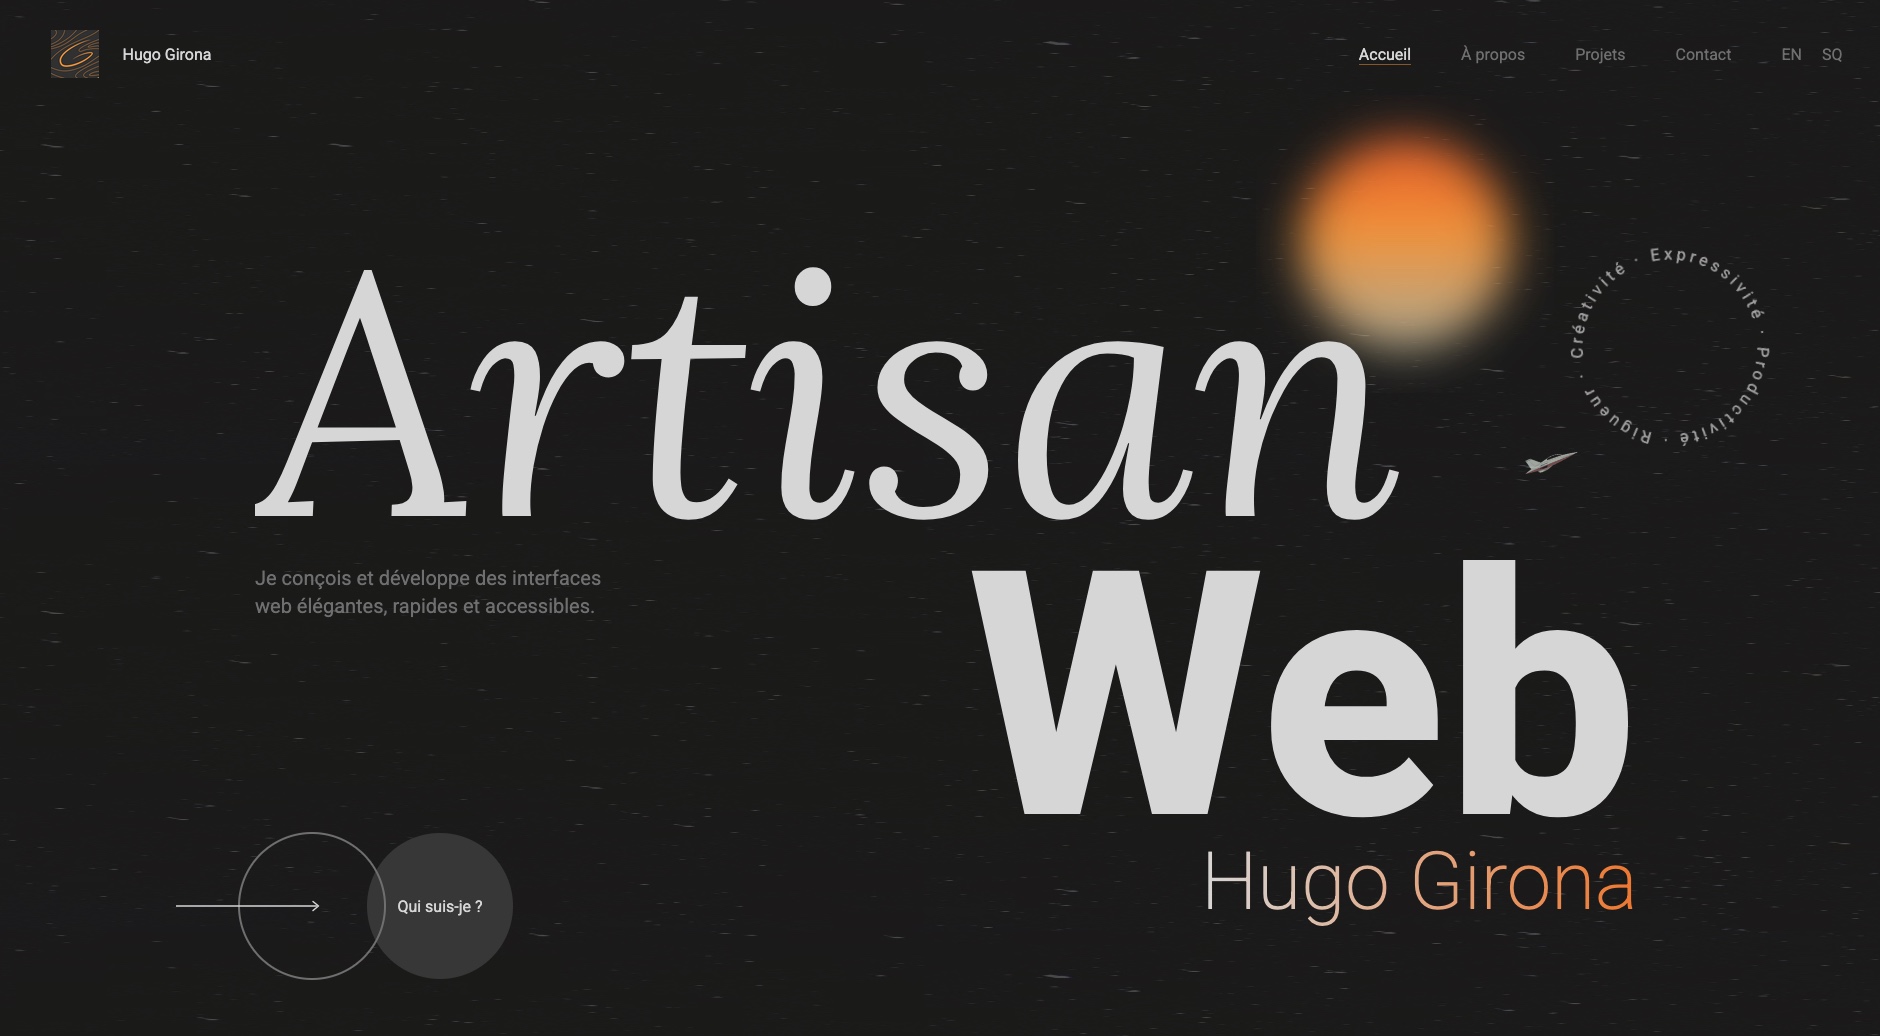 Hugo Girona
Accueil À propos Projets Contact EN SQ
Artisan
Créativité · Expressivité · Productivité · Rigueur ·
Je conçois et développe des interfaces
web élégantes, rapides et accessibles.
Web
Hugo Girona
Qui suis-je ?